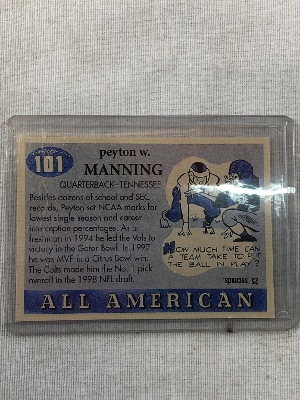 101
peyton w.
MANNING
QUARTERBACK-TENNESSEE
Besides dozens of school and SEC
records, Peyton set NCAA marks for
lowest single season and career
interception percentages. As a
freshman in 1994 he led the Vols to
victory in the Gator Bowl. In 1997
he was MVP in a Citrus Bowl win.
The Colts made him the No. 1 pick
overall in the 1998 NFL draft.
HOW MUCH TIME CAN
A TEAM TAKE TO PUT
THE BALL IN PLAY?
25 seconds
ALL AMERICAN